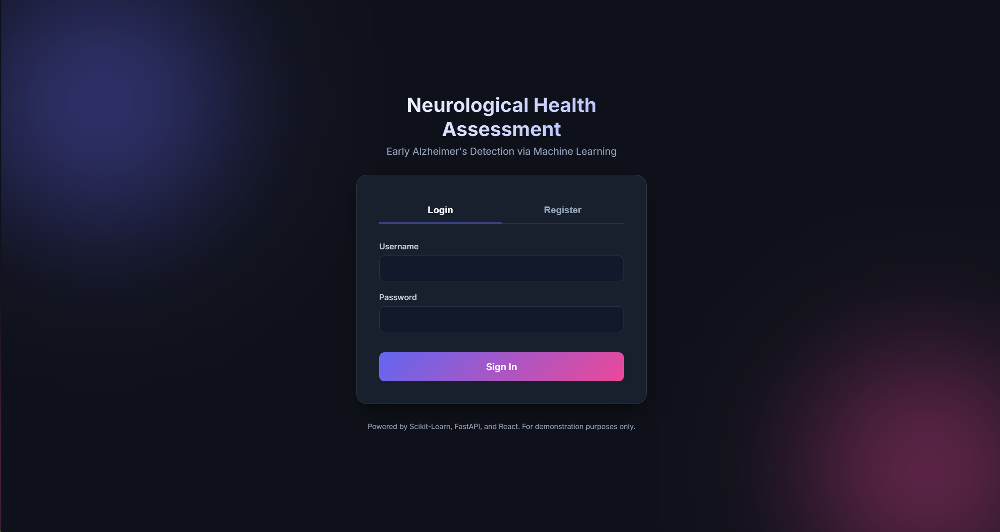 Neurological Health
Assessment
Early Alzheimer's Detection via Machine Learning
Login Register
Username
Password
Sign In
Powered by Scikit-Learn, FastAPI, and React. For demonstration purposes only.